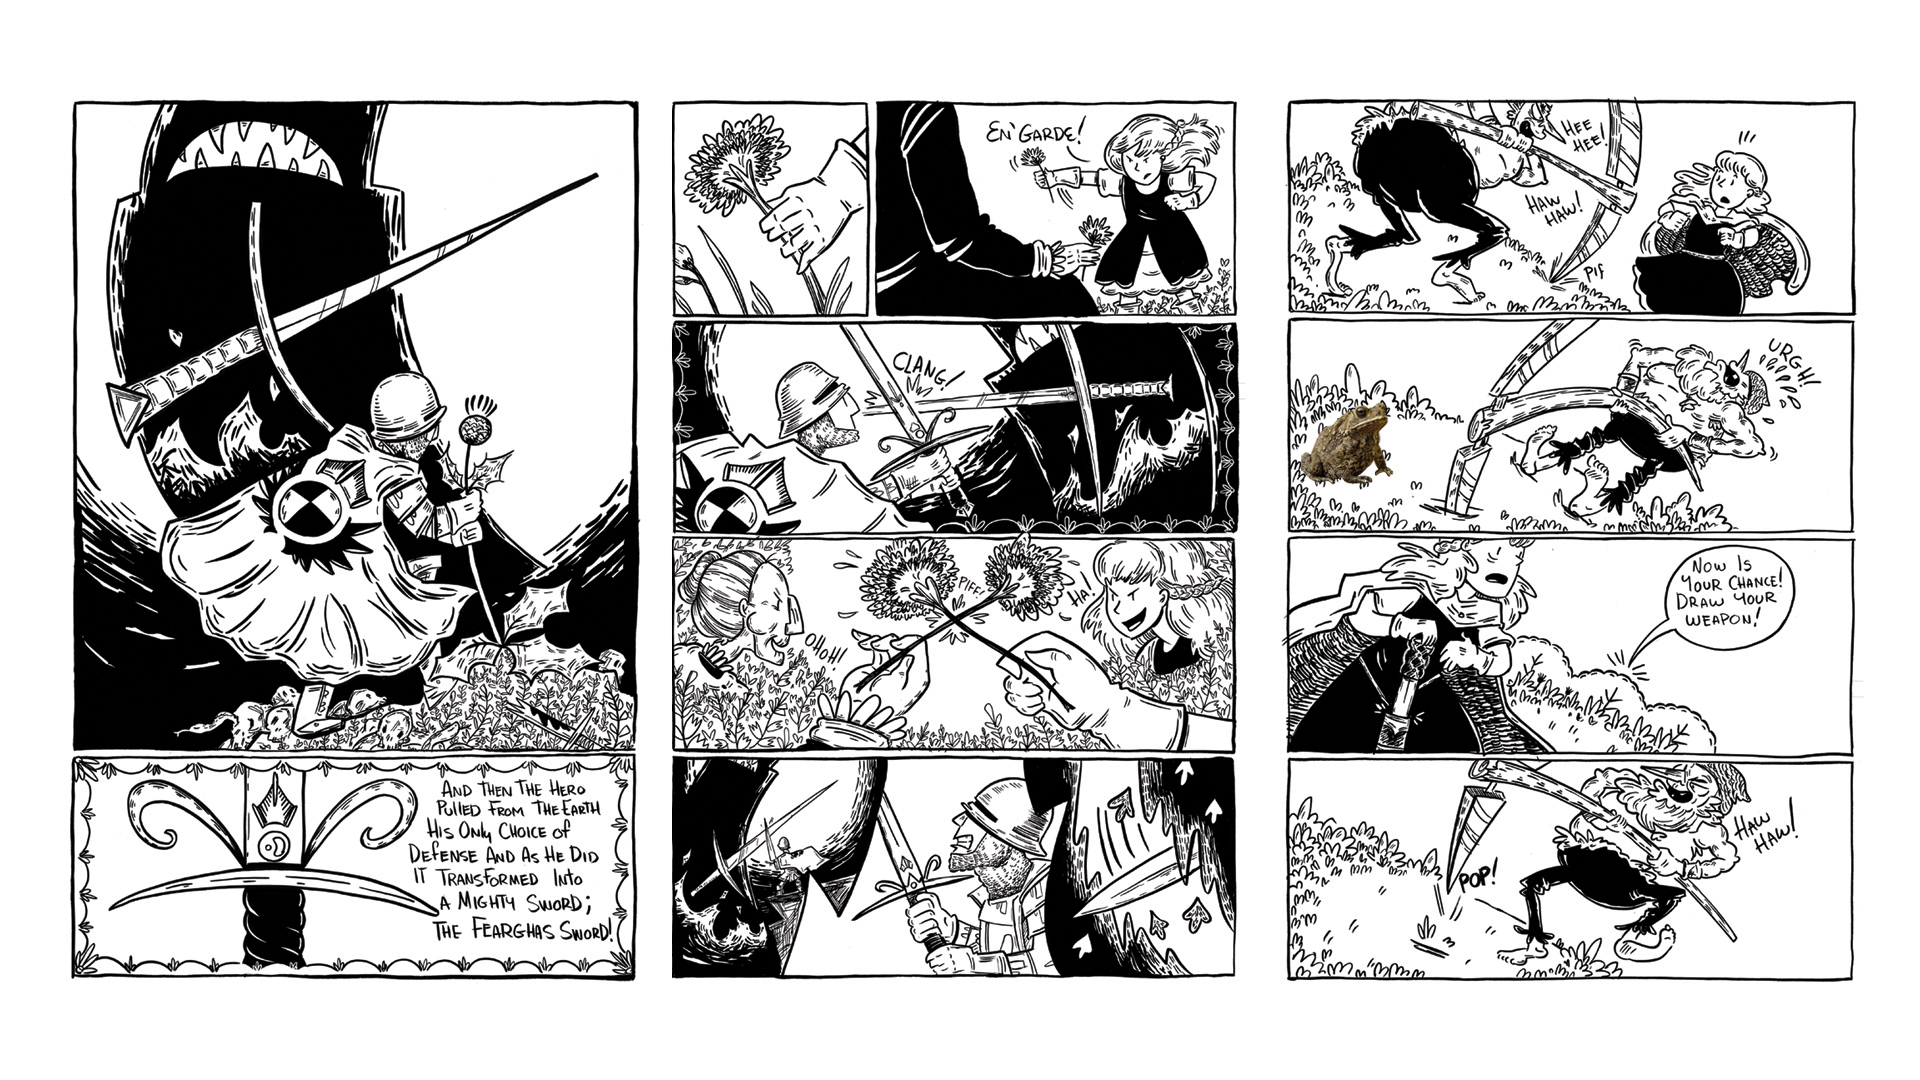 AND THEN THE HERO
PULLED FROM THE EARTH
HIS ONLY CHOICE of
DEFENSE AND AS HE DID
IT TRANSFORMED INTO
A MIGHTY SWORD;
THE FEARGHAS SWORD!
EN'GARDE!
CLANG!
PIFF!
HA!
OHOH!
HEE
HEE!
HAW
HAW!
PIF
URGH!
NOW IS
YOUR CHANCE!
DRAW YOUR
WEAPON!
POP!
HAW
HAW!